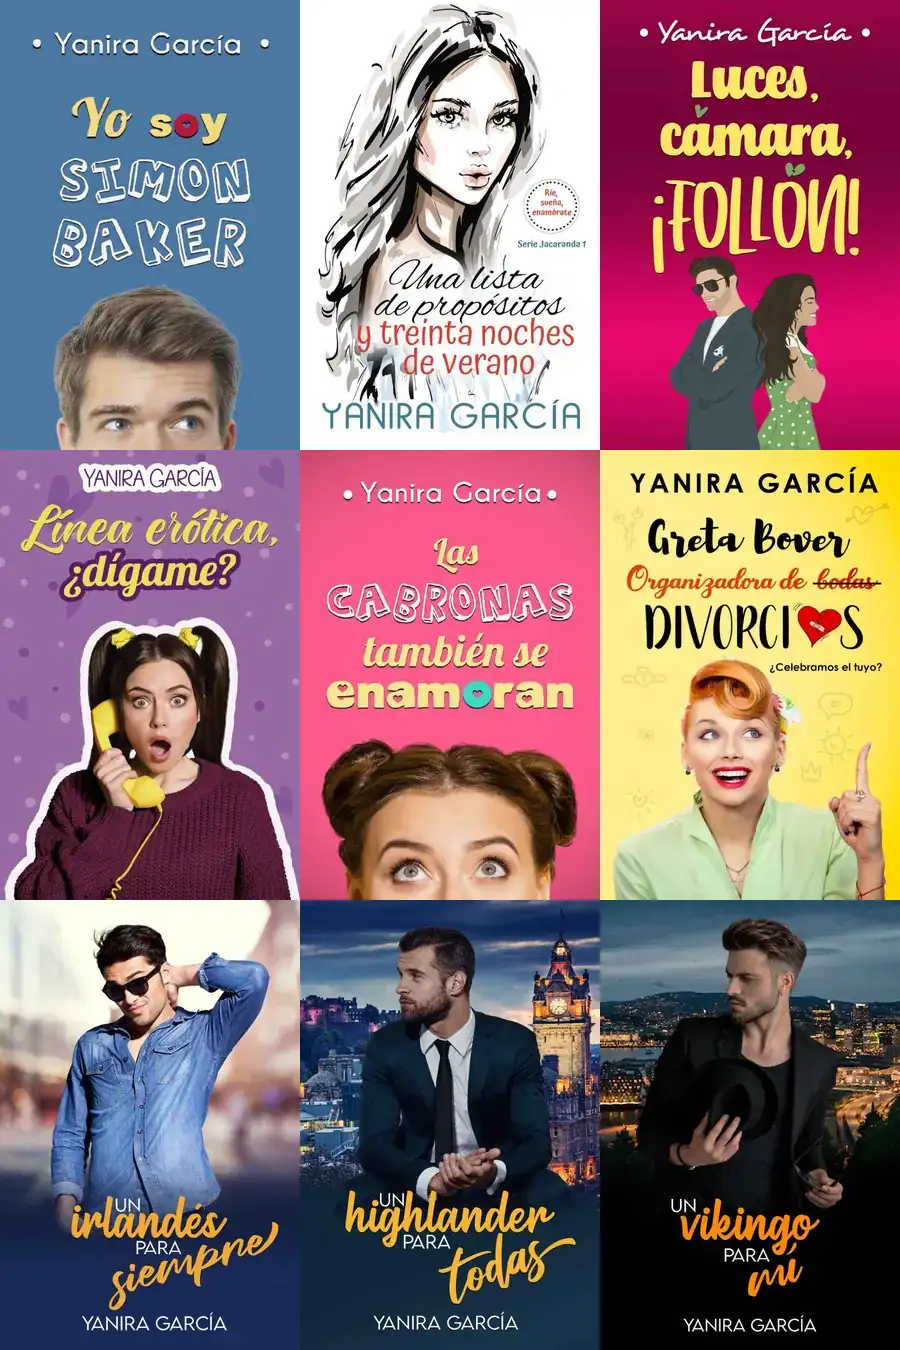 • Yanira García •
Yo soy
SIMON
BAKER
Ríe,
sueña,
enamórate
Serie Jacaranda 1
Una lista
de propósitos
y treinta noches
de verano
YANIRA GARCÍA
• Yanira García •
Luces,
cámara,
¡FOLLÓN!
YANIRA GARCÍA
Línea erótica,
¿dígame?
• Yanira García •
Las
CABRONAS
también se
enamoran
YANIRA GARCÍA
Greta Bover
Organizadora de bodas
DIVORCIOS
¿Celebramos el tuyo?
UN
irlandés
PARA
siempre
YANIRA GARCÍA
UN
highlander
PARA
todas
YANIRA GARCÍA
UN
vikingo
PARA
mí
YANIRA GARCÍA